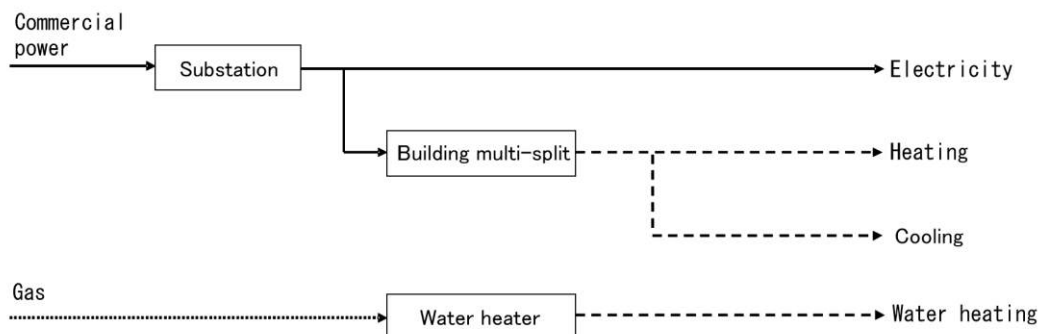 Commercial
power
Substation
Electricity
Building multi-split
Heating
Cooling
Gas
Water heater
Water heating